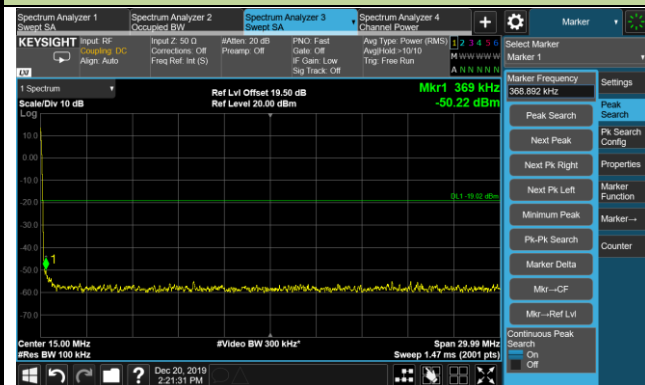 Spectrum Analyzer 1
Swept SA
Spectrum Analyzer 2
Occupied BW
Spectrum Analyzer 3
Swept SA
Spectrum Analyzer 4
Channel Power
+
Marker
KEYSIGHT
Input: RF
Coupling: DC
Align: Auto
Input Z: 50 Ω
Corrections: Off
Freq Ref: Int (S)
#Atten: 20 dB
Preamp: Off
PNO: Fast
Gate: Off
IF Gain: Low
Sig Track: Off
Avg Type: Power (RMS)
Avg|Hold:>10/10
Trig: Free Run
1 2 3 4 5 6
M W W W W W
A N N N N N
LXI
Select Marker
Marker 1
1 Spectrum
Scale/Div 10 dB
Log
Ref Lvl Offset 19.50 dB
Ref Level 20.00 dBm
Mkr1 369 kHz
-50.22 dBm
10.0
0.00
-10.0
-20.0
-30.0
-40.0
-50.0
-60.0
-70.0
DL1 -19.02 dBm
1
Center 15.00 MHz
#Res BW 100 kHz
#Video BW 300 kHz*
Span 29.99 MHz
Sweep 1.47 ms (2001 pts)
Marker Frequency
368.892 kHz
Peak Search
Next Peak
Next Pk Right
Next Pk Left
Minimum Peak
Pk-Pk Search
Marker Delta
Mkr→CF
Mkr→Ref Lvl
Continuous Peak
Search
On
Off
Settings
Peak
Search
Pk Search
Config
Properties
Marker
Function
Marker→
Counter
?
Dec 20, 2019
2:21:31 PM